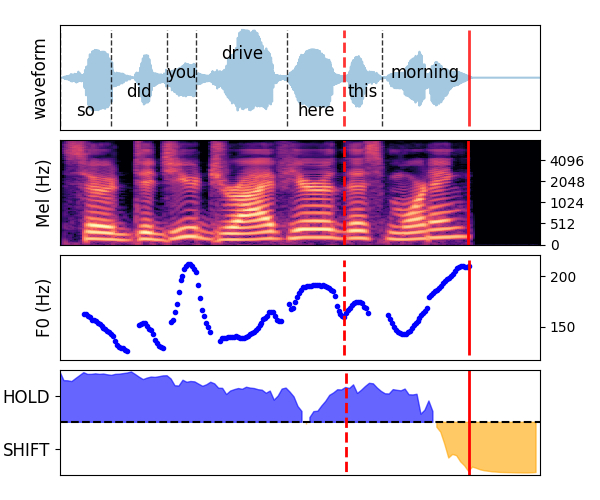 waveform
so did you drive here this morning
Mel (Hz)
4096
2048
1024
512
0
F0 (Hz)
200
150
HOLD
SHIFT